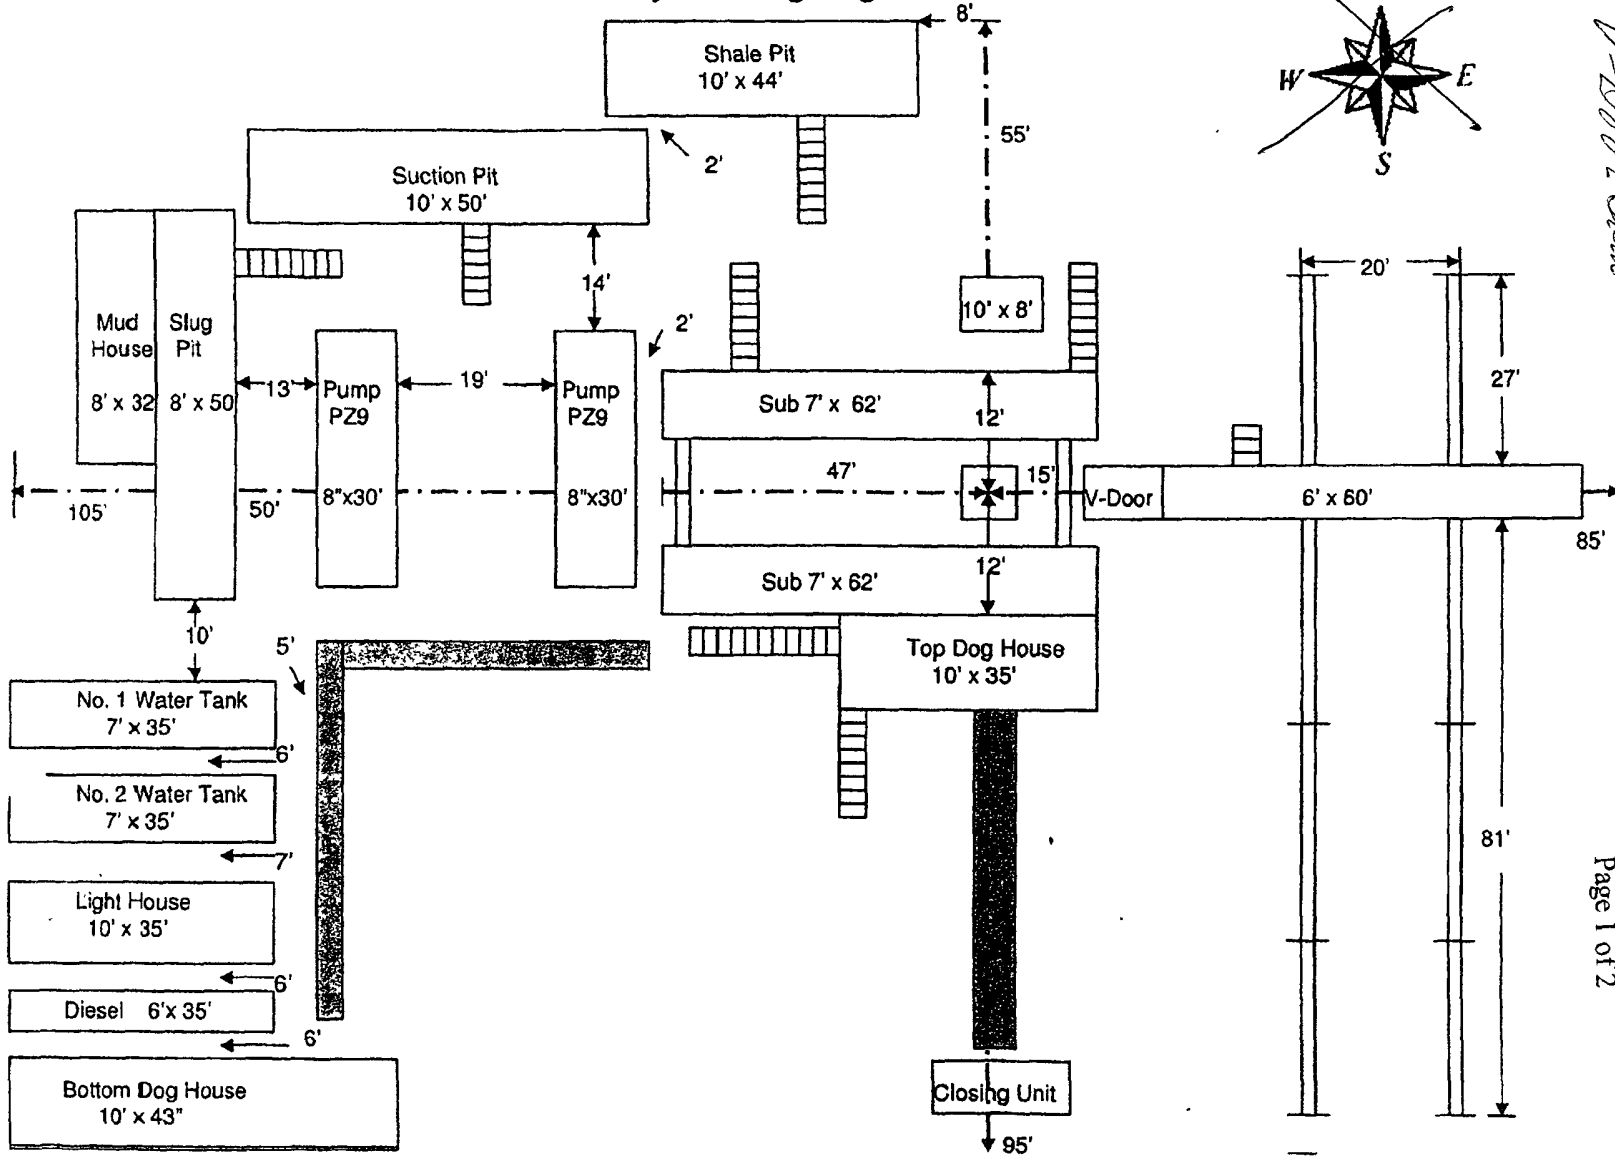 8'
Shale Pit
10' x 44'
W
E
S
55'
2'
Suction Pit
10' x 50'
14'
20'
10' x 8'
Mud
House
8' x 32
Slug
Pit
8' x 50
13'
Pump
PZ9
19'
Pump
PZ9
2'
Sub 7' x 62'
12'
27'
47'
15'
V-Door
6' x 60'
105'
50'
8"x30'
8"x30'
85'
Sub 7' x 62'
12'
10'
5'
Top Dog House
10' x 35'
No. 1 Water Tank
7' x 35'
6'
No. 2 Water Tank
7' x 35'
7'
81'
Light House
10' x 35'
6'
Diesel 6'x 35'
6'
Bottom Dog House
10' x 43"
Closing Unit
95'
Page 1 of 2